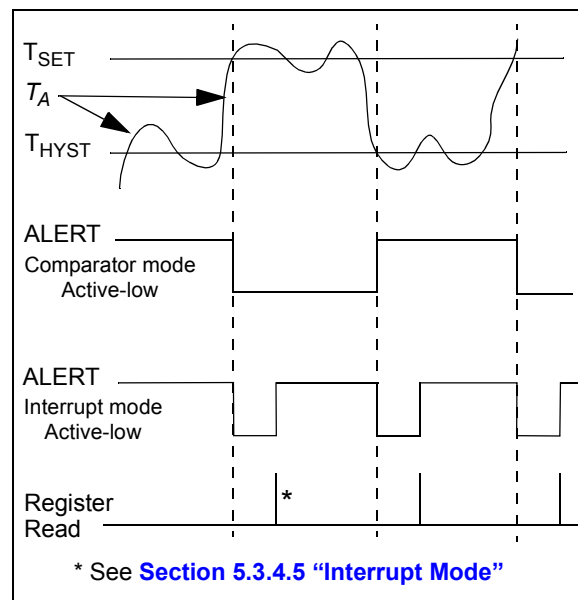 TSET
TA
THYST
ALERT
Comparator mode
Active-low
ALERT
Interrupt mode
Active-low
*
Register
Read
* See Section 5.3.4.5 “Interrupt Mode”